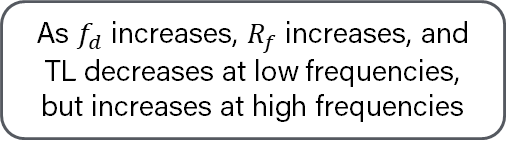 As f_d increases, R_f increases, and
TL decreases at low frequencies,
but increases at high frequencies